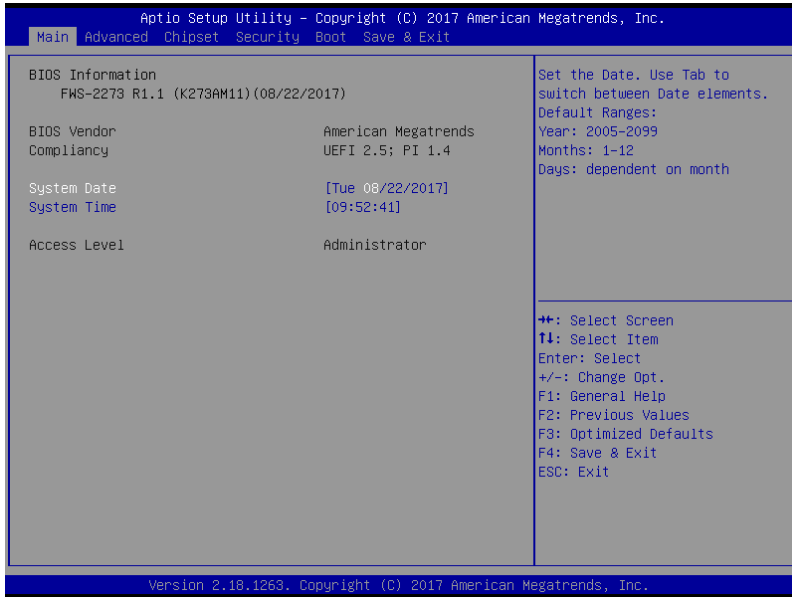 Aptio Setup Utility – Copyright (C) 2017 American Megatrends, Inc.
Main Advanced Chipset Security Boot Save & Exit
BIOS Information
FWS-2273 R1.1 (K273AM11)(08/22/2017)
BIOS Vendor American Megatrends
Compliancy UEFI 2.5; PI 1.4
System Date [Tue 08/22/2017]
System Time [09:52:41]
Access Level Administrator
Set the Date. Use Tab to
switch between Date elements.
Default Ranges:
Year: 2005-2099
Months: 1-12
Days: dependent on month
→←: Select Screen
↑↓: Select Item
Enter: Select
+/-: Change Opt.
F1: General Help
F2: Previous Values
F3: Optimized Defaults
F4: Save & Exit
ESC: Exit
Version 2.18.1263. Copyright (C) 2017 American Megatrends, Inc.